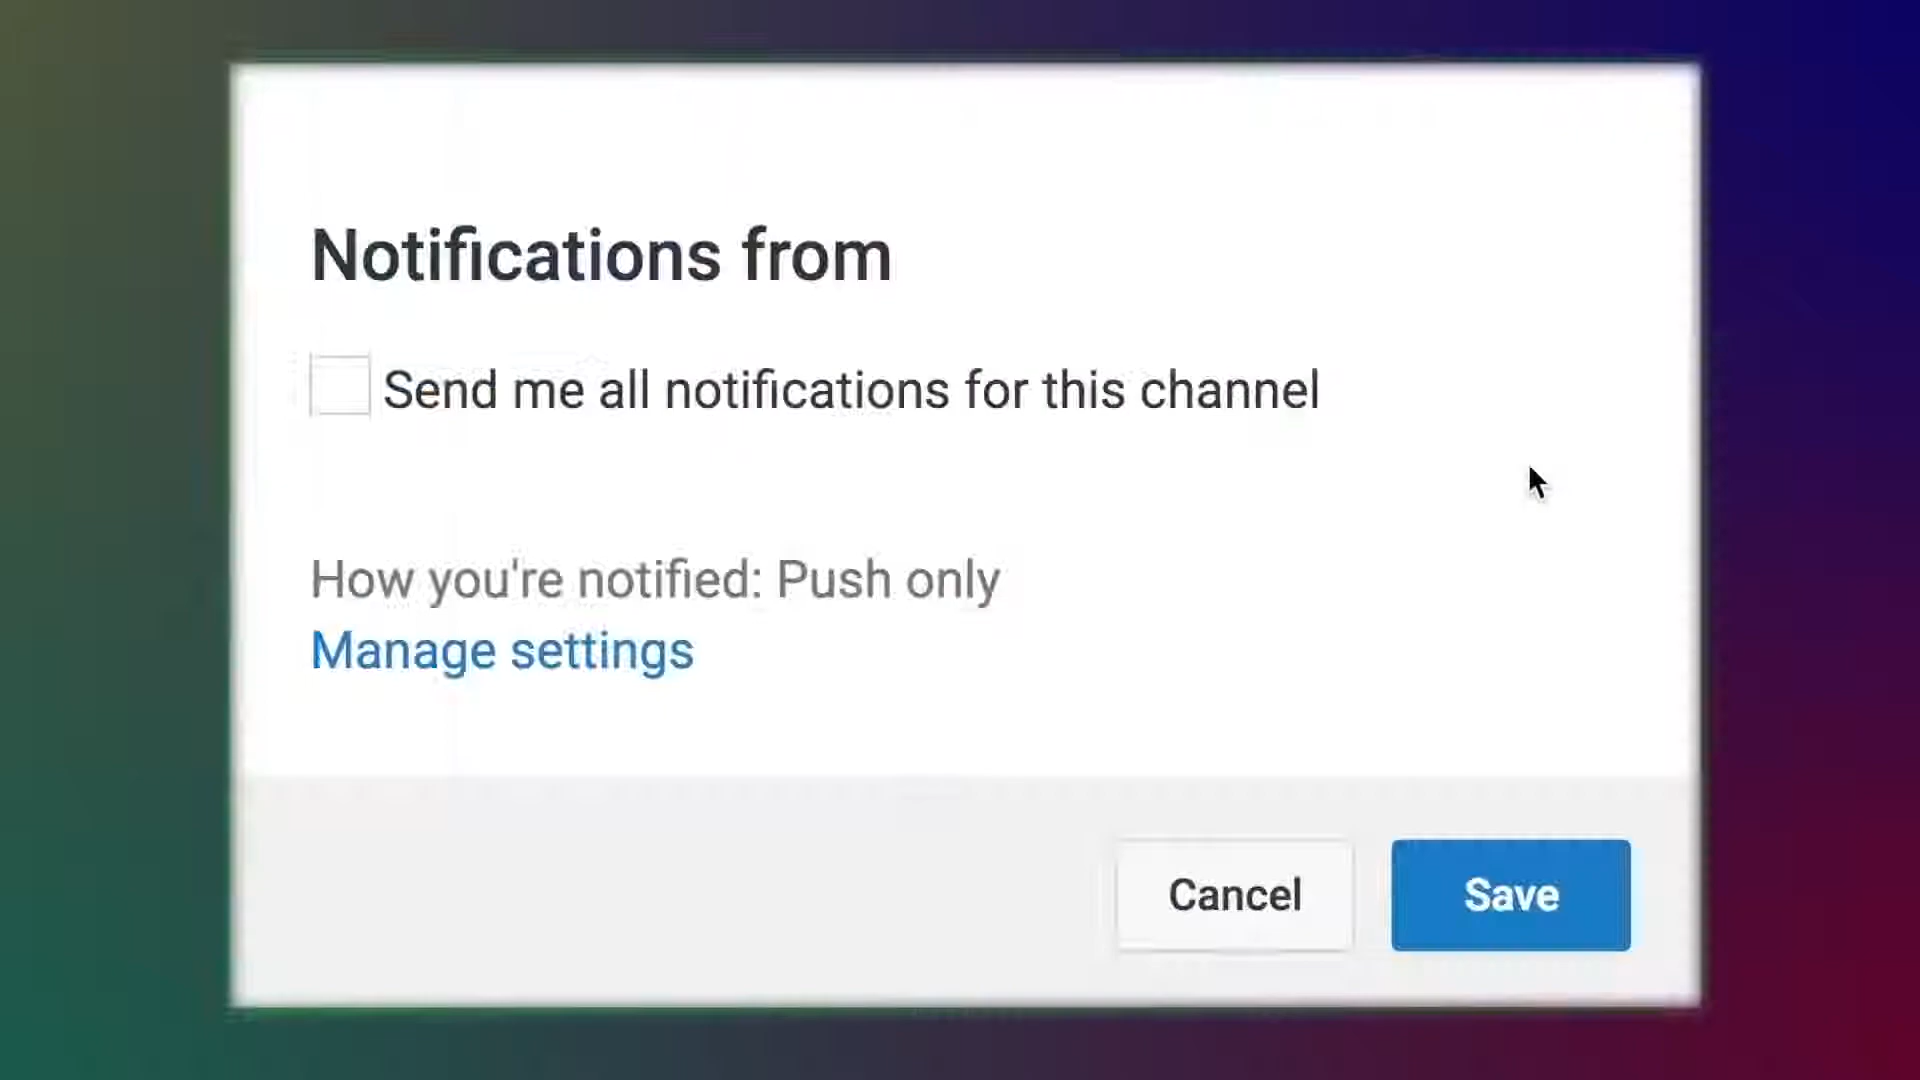 Notifications from
Send me all notifications for this channel
How you're notified: Push only
Manage settings
Cancel
Save